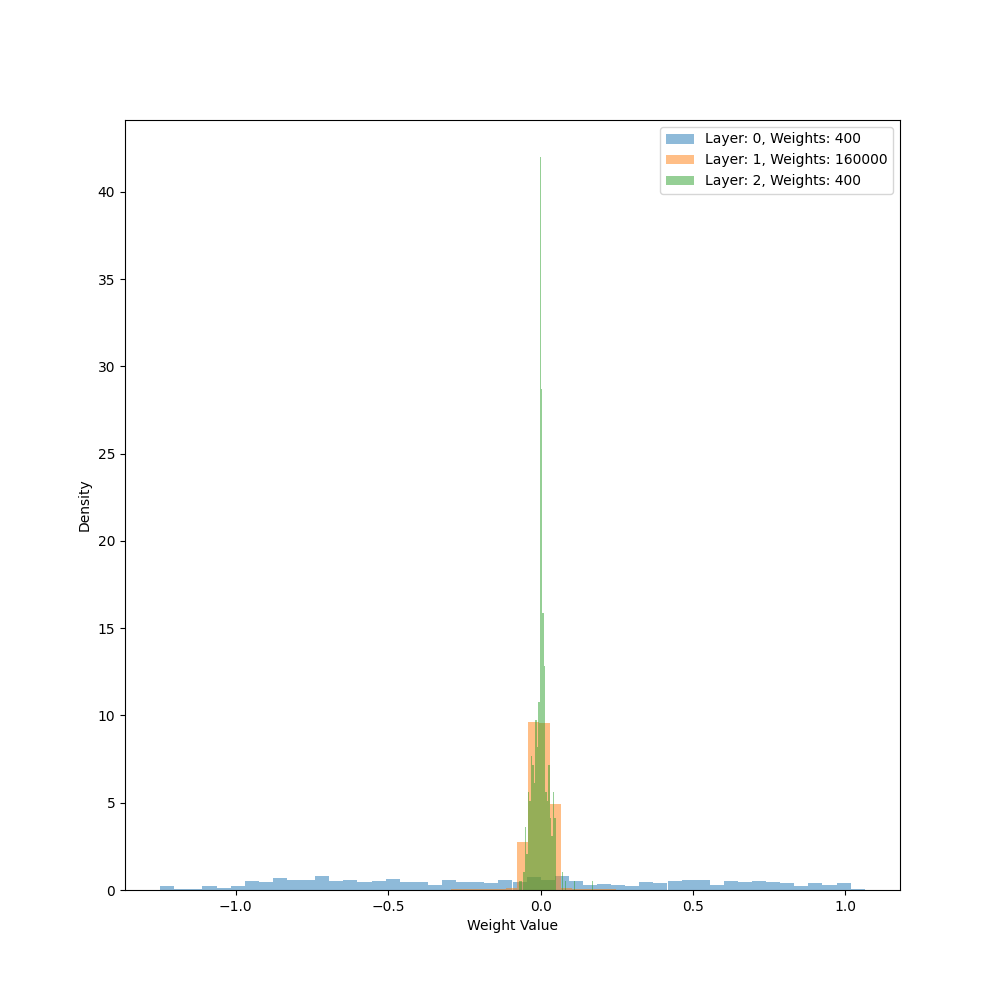 Layer: 0, Weights: 400
Layer: 1, Weights: 160000
Layer: 2, Weights: 400
40
35
30
25
20
15
10
5
0
Density
−1.0 −0.5 0.0 0.5 1.0
Weight Value